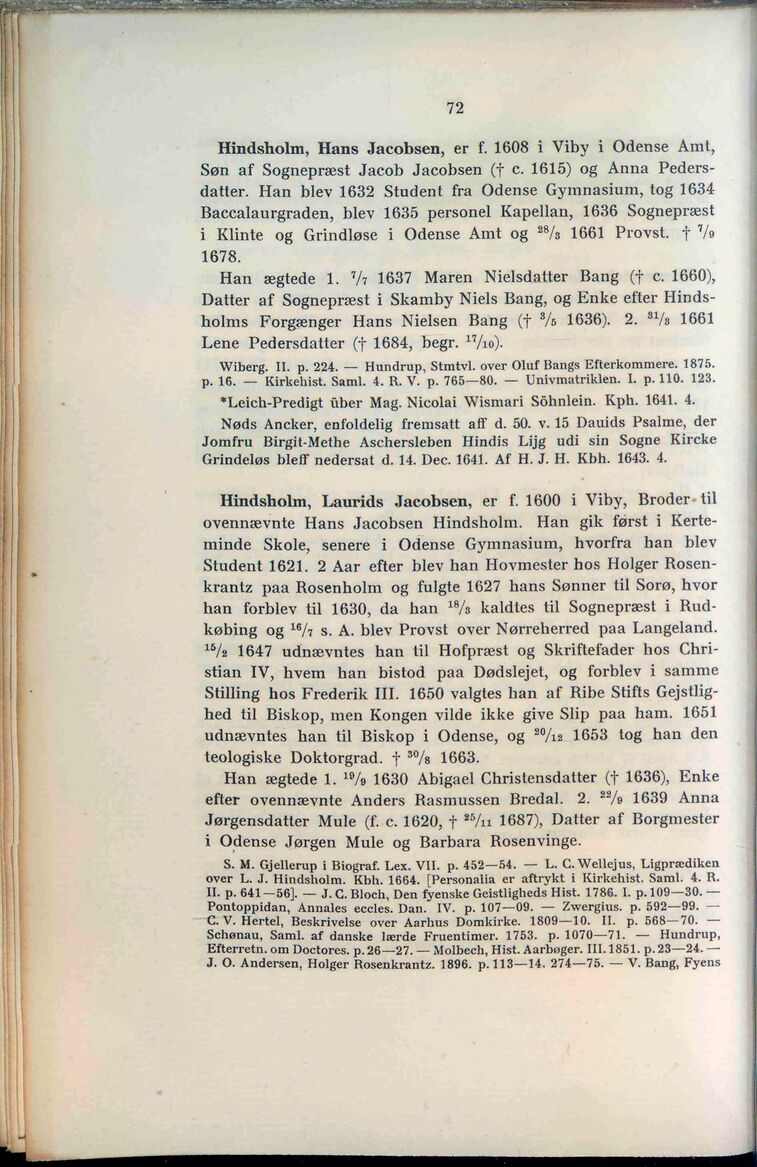 72
Hindsholm, Hans Jacobsen, er f. 1608 i Viby i Odense Amt,
Søn af Sognepræst Jacob Jacobsen († c. 1615) og Anna Peders-
datter. Han blev 1632 Student fra Odense Gymnasium, tog 1634
Baccalaurgraden, blev 1635 personel Kapellan, 1636 Sognepræst
i Klinte og Grindløse i Odense Amt og ²⁸/₃ 1661 Provst. † ⁷/₉
1678.
Han ægtede 1. ⁷/₇ 1637 Maren Nielsdatter Bang († c. 1660),
Datter af Sognepræst i Skamby Niels Bang, og Enke efter Hinds-
holms Forgænger Hans Nielsen Bang († ³/₅ 1636). 2. ³¹/₃ 1661
Lene Pedersdatter († 1684, begr. ¹⁷/₁₀).
Wiberg. II. p. 224. — Hundrup, Stmtvl. over Oluf Bangs Efterkommere. 1875.
p. 16. — Kirkehist. Saml. 4. R. V. p. 765—80. — Univmatriklen. I. p. 110. 123.
*Leich-Predigt über Mag. Nicolai Wismari Söhnlein. Kph. 1641. 4.
Nøds Ancker, enfoldelig fremsatt aff d. 50. v. 15 Dauids Psalme, der
Jomfru Birgit-Methe Aschersleben Hindis Lijg udi sin Sogne Kircke
Grindeløs bleff nedersat d. 14. Dec. 1641. Af H. J. H. Kbh. 1643. 4.
Hindsholm, Laurids Jacobsen, er f. 1600 i Viby, Broder til
ovennævnte Hans Jacobsen Hindsholm. Han gik først i Kerte-
minde Skole, senere i Odense Gymnasium, hvorfra han blev
Student 1621. 2 Aar efter blev han Hovmester hos Holger Rosen-
krantz paa Rosenholm og fulgte 1627 hans Sønner til Sorø, hvor
han forblev til 1630, da han ¹⁸/₃ kaldtes til Sognepræst i Rud-
købing og ¹⁶/₇ s. A. blev Provst over Nørreherred paa Langeland.
¹⁵/₂ 1647 udnævntes han til Hofpræst og Skriftefader hos Chri-
stian IV, hvem han bistod paa Dødslejet, og forblev i samme
Stilling hos Frederik III. 1650 valgtes han af Ribe Stifts Gejstlig-
hed til Biskop, men Kongen vilde ikke give Slip paa ham. 1651
udnævntes han til Biskop i Odense, og ²⁰/₁₂ 1653 tog han den
teologiske Doktorgrad. † ³⁰/₈ 1663.
Han ægtede 1. ¹⁹/₉ 1630 Abigael Christensdatter († 1636), Enke
efter ovennævnte Anders Rasmussen Bredal. 2. ²²/₉ 1639 Anna
Jørgensdatter Mule (f. c. 1620, † ²⁵/₁₁ 1687), Datter af Borgmester
i Odense Jørgen Mule og Barbara Rosenvinge.
S. M. Gjellerup i Biograf. Lex. VII. p. 452—54. — L. C. Wellejus, Ligprædiken
over L. J. Hindsholm. Kbh. 1664. [Personalia er aftrykt i Kirkehist. Saml. 4. R.
II. p. 641—56]. — J. C. Bloch, Den fyenske Geistligheds Hist. 1786. I. p. 109—30. —
Pontoppidan, Annales eccles. Dan. IV. p. 107—09. — Zwergius. p. 592—99. —
C. V. Hertel, Beskrivelse over Aarhus Domkirke. 1809—10. II. p. 568—70. —
Schønau, Saml. af danske lærde Fruentimer. 1753. p. 1070—71. — Hundrup,
Efterretn. om Doctores. p. 26—27. — Molbech, Hist. Aarbøger. III. 1851. p. 23—24. —
J. O. Andersen, Holger Rosenkrantz. 1896. p. 113—14. 274—75. — V. Bang, Fyens